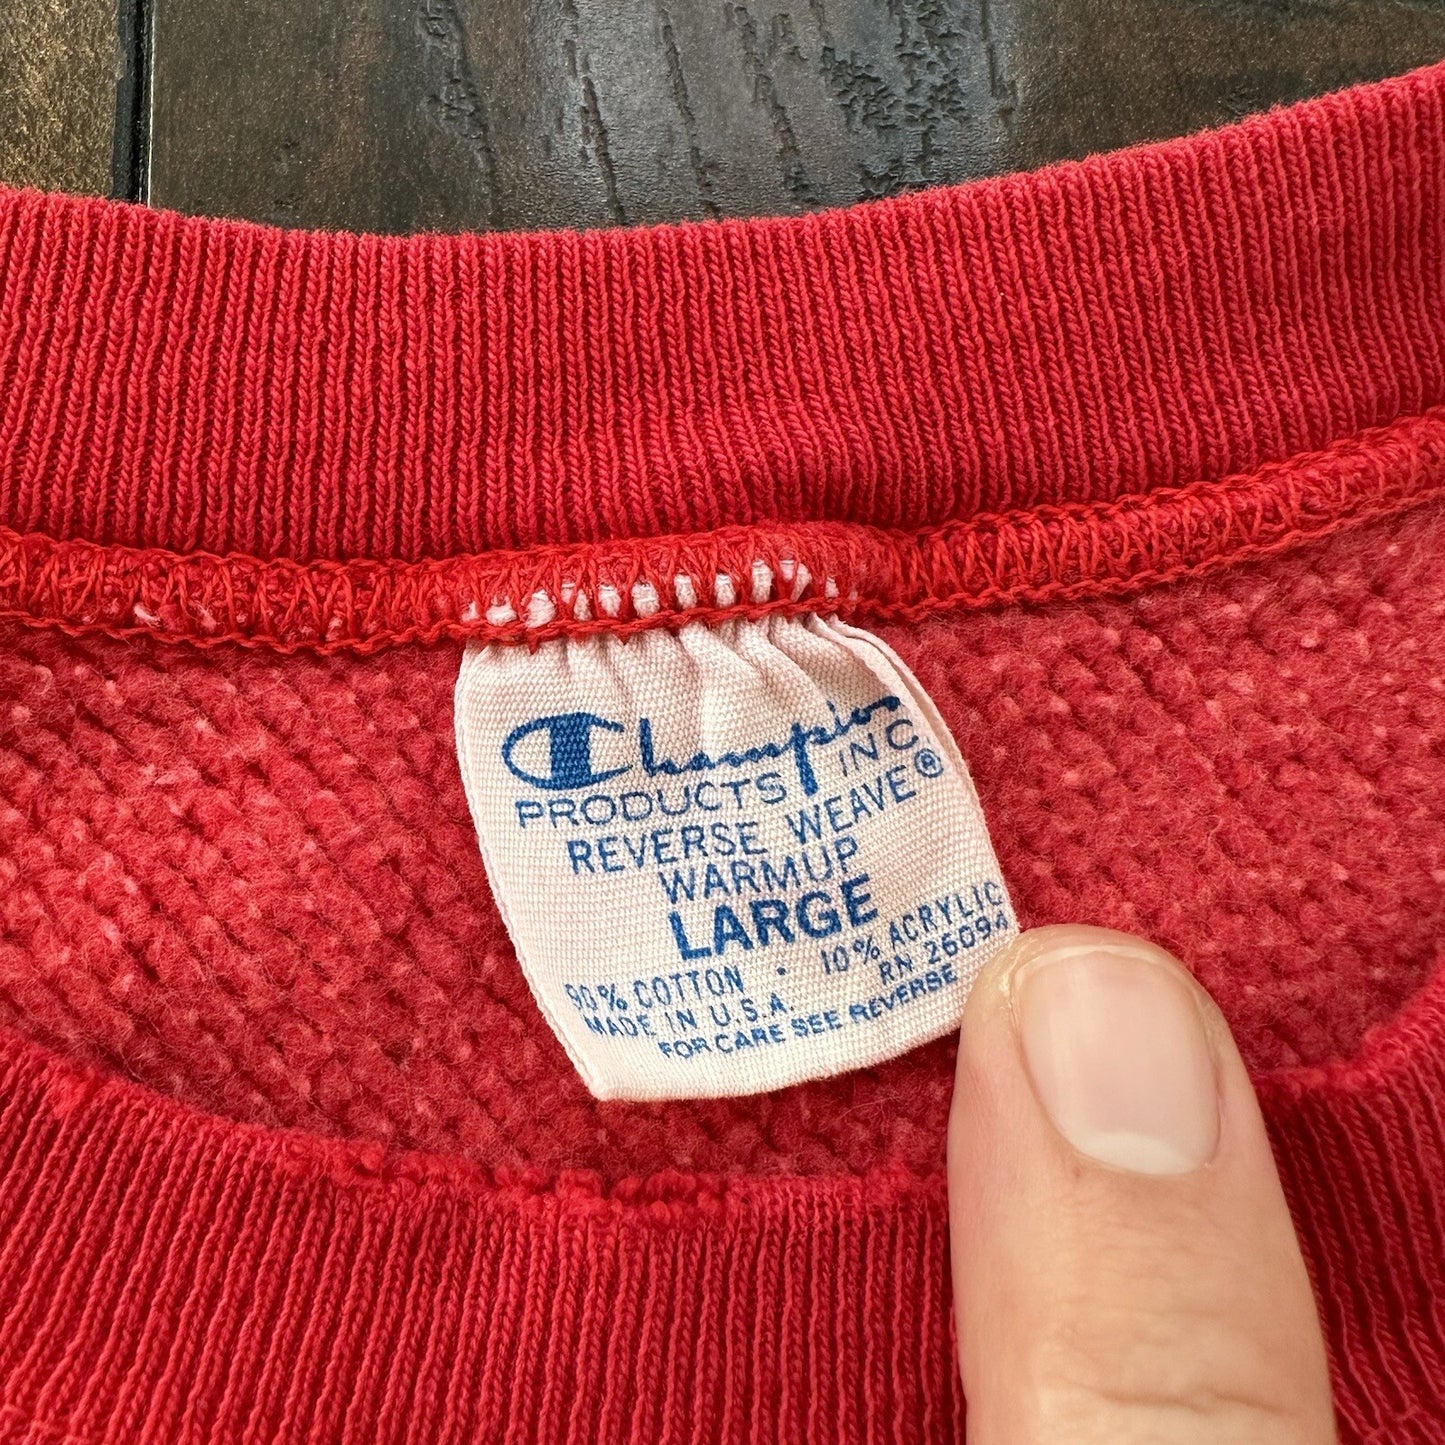 Champion
PRODUCTS INC.
REVERSE WEAVE®
WARMUP
LARGE
90% COTTON • 10% ACRYLIC
MADE IN U.S.A. RN 26094
FOR CARE SEE REVERSE